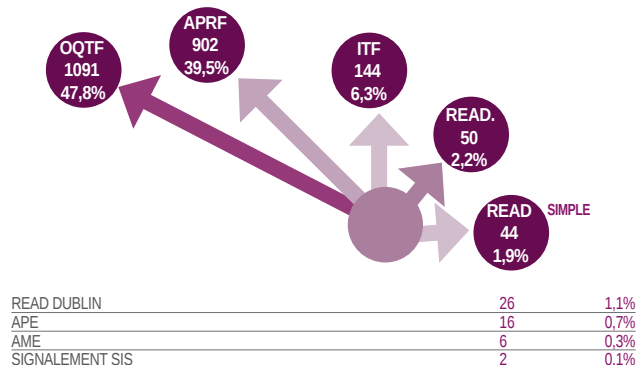 OQTF
1091
47,8%
APRF
902
39,5%
ITF
144
6,3%
READ.
50
2,2%
READ SIMPLE
44
1,9%
READ DUBLIN 26 1,1%
APE 16 0,7%
AME 6 0,3%
SIGNALEMENT SIS 2 0,1%